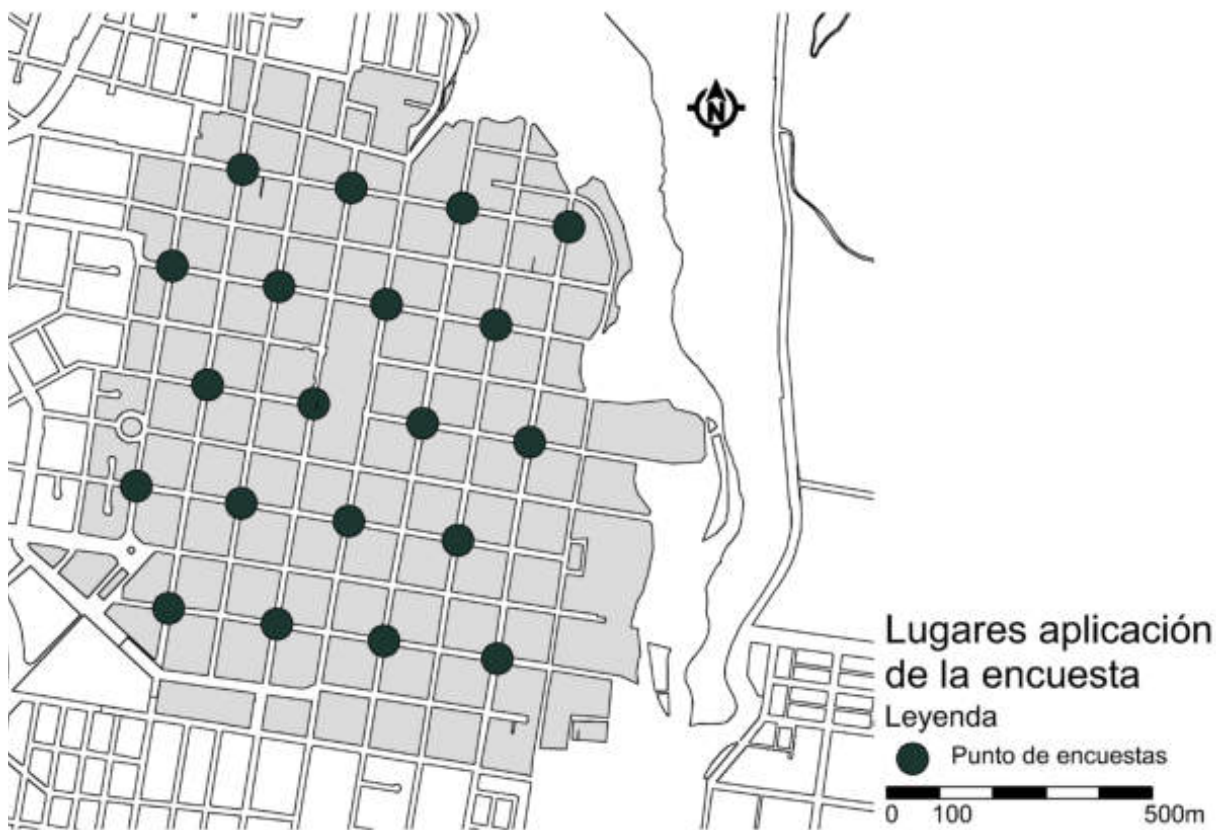 N
Lugares aplicación
de la encuesta
Leyenda
Punto de encuestas
0 100 500m